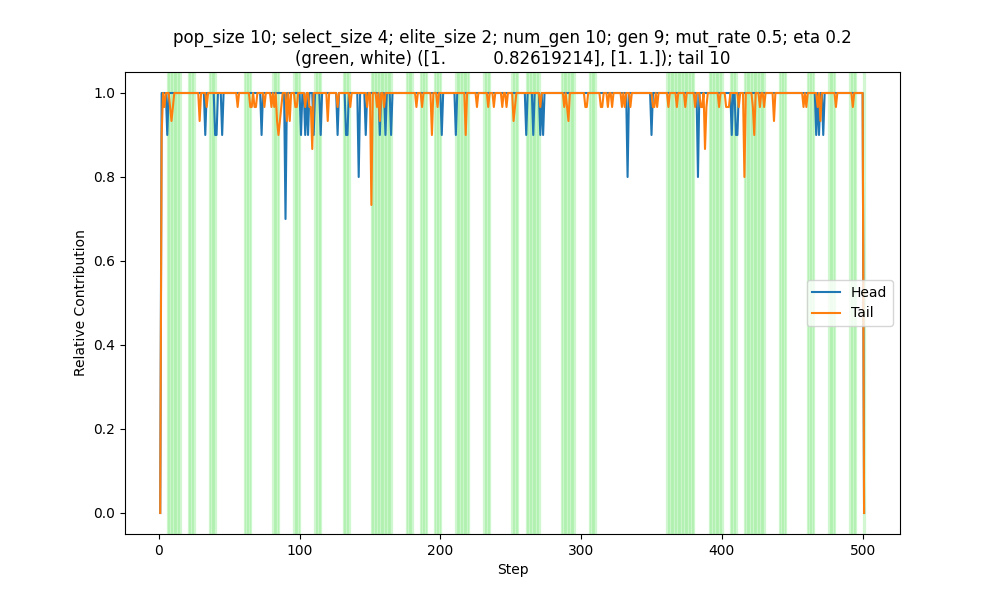 pop_size 10; select_size 4; elite_size 2; num_gen 10; gen 9; mut_rate 0.5; eta 0.2
(green, white) ([1.         0.82619214], [1. 1.]); tail 10
1.0
0.8
0.6
0.4
0.2
0.0
Relative Contribution
Head
Tail
0
100
200
300
400
500
Step